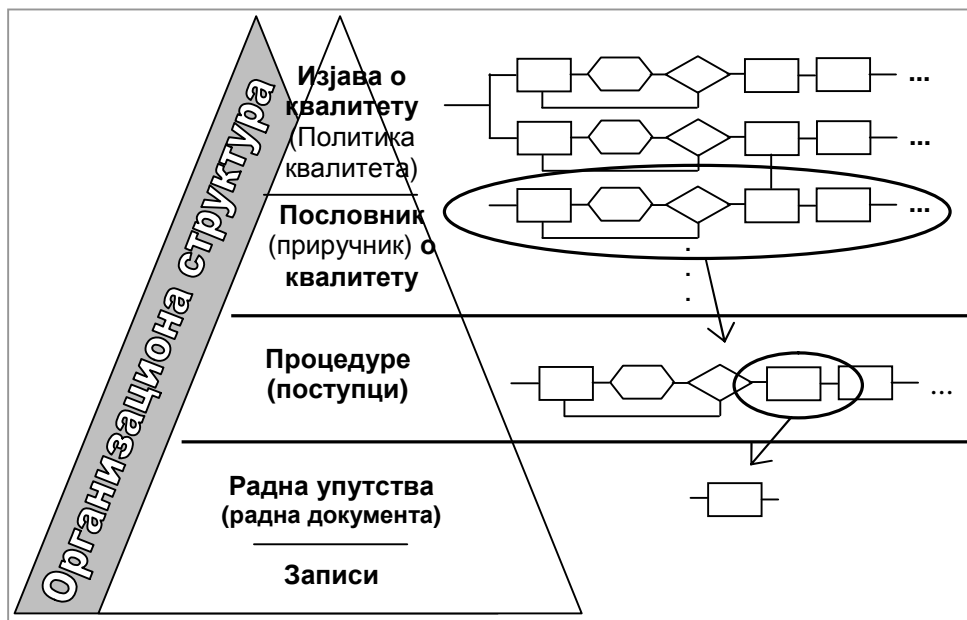 Организациона структура
Изјава о
квалитету
(Политика
квалитета)
Пословник
(приручник) о
квалитету
Процедуре
(поступци)
Радна упутства
(радна документа)
Записи
...
...
...
...